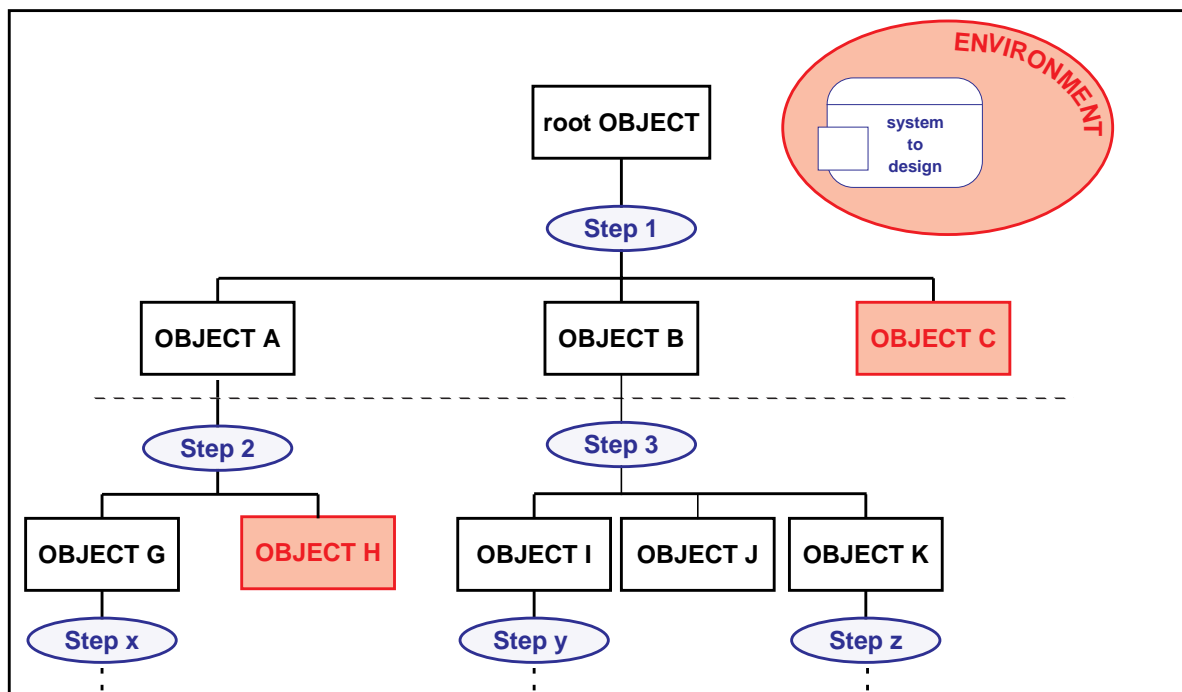 ENVIRONMENT
root OBJECT
system
to
design
Step 1
OBJECT A
OBJECT B
OBJECT C
Step 2
Step 3
OBJECT G
OBJECT H
OBJECT I
OBJECT J
OBJECT K
Step x
Step y
Step z